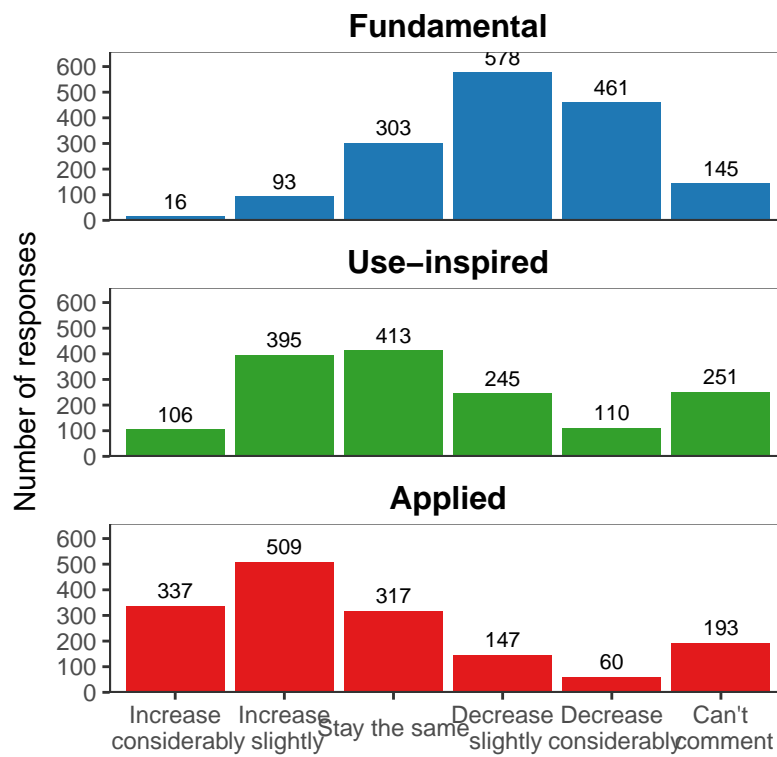 Fundamental
600
500
400
300
200
100
0
16
93
303
578
461
145
Number of responses
Use–inspired
600
500
400
300
200
100
0
106
395
413
245
110
251
Applied
600
500
400
300
200
100
0
337
509
317
147
60
193
Increase
considerably
Increase
slightly
Stay the same
Decrease
slightly
Decrease
considerably
Can't
comment